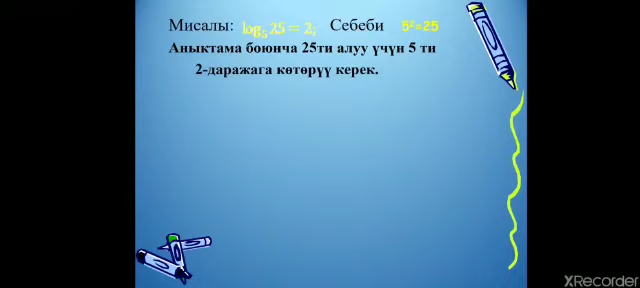 Мисалы: log₅25 = 2; Себеби 5²=25
Аныктама боюнча 25ти алуу үчүн 5 ти
2-даражага көтөрүү керек.
XRecorder